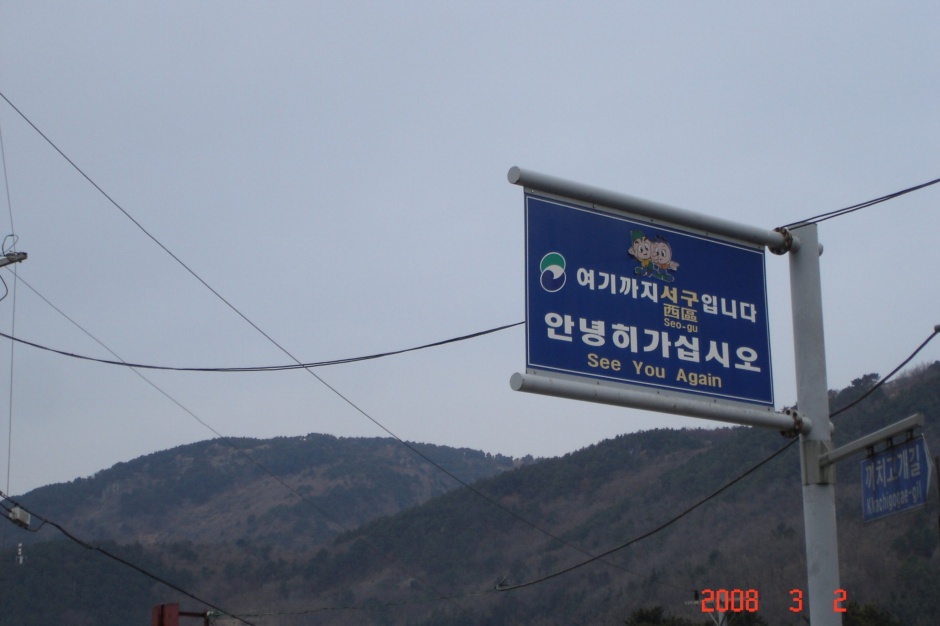 여기까지서구입니다
西區
Seo-gu
안녕히가십시오
See You Again
까치고개길
Kkachigogae-gil
2008 3 2